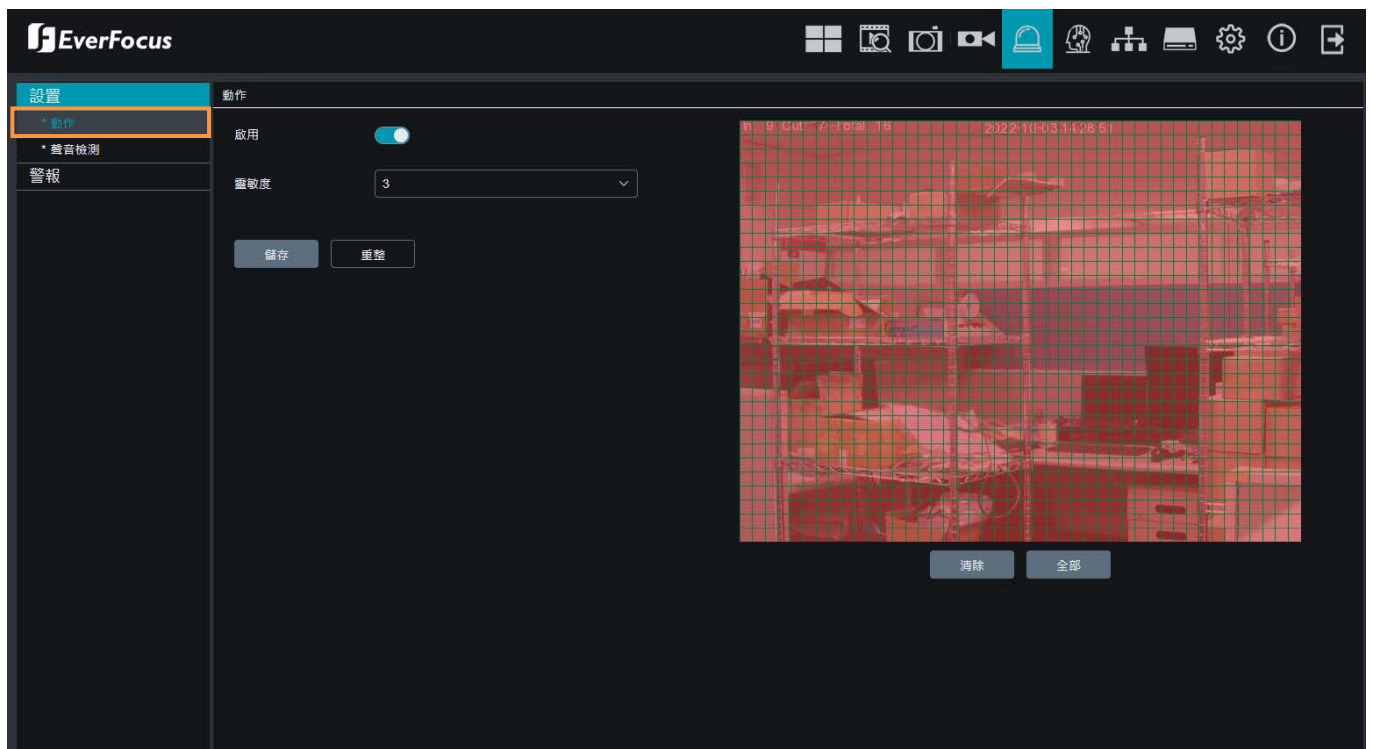 EverFocus
設置
動作
* 動作
啟用
2022-10-03 14:26:51
* 聲音檢測
警報
靈敏度
3
儲存
重整
清除
全部